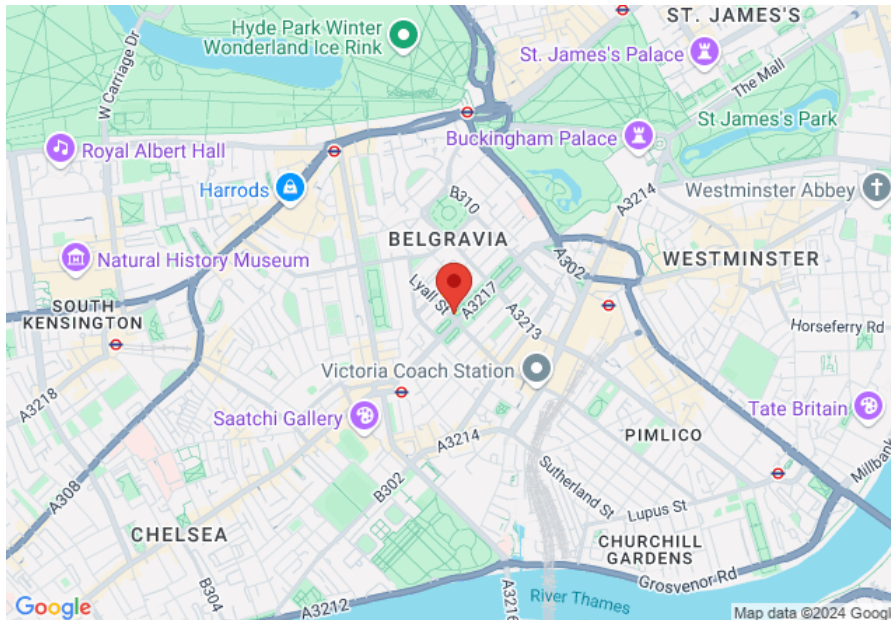 ST. JAMES'S
Hyde Park Winter
Wonderland Ice Rink
St. James's Palace
W Carriage Dr
The Mall
St James's Park
Buckingham Palace
Royal Albert Hall
Harrods
B310
A3214
Westminster Abbey
BELGRAVIA
A302
WESTMINSTER
Natural History Museum
Lyall St
A3217
A3213
SOUTH
KENSINGTON
Horseferry Rd
Victoria Coach Station
A3218
Saatchi Gallery
Tate Britain
A3214
PIMLICO
Millbank
A308
B302
Sutherland St
Lupus St
CHELSEA
CHURCHILL
GARDENS
B304
Grosvenor Rd
A3212
A3216
River Thames
Google
Map data ©2024 Googl